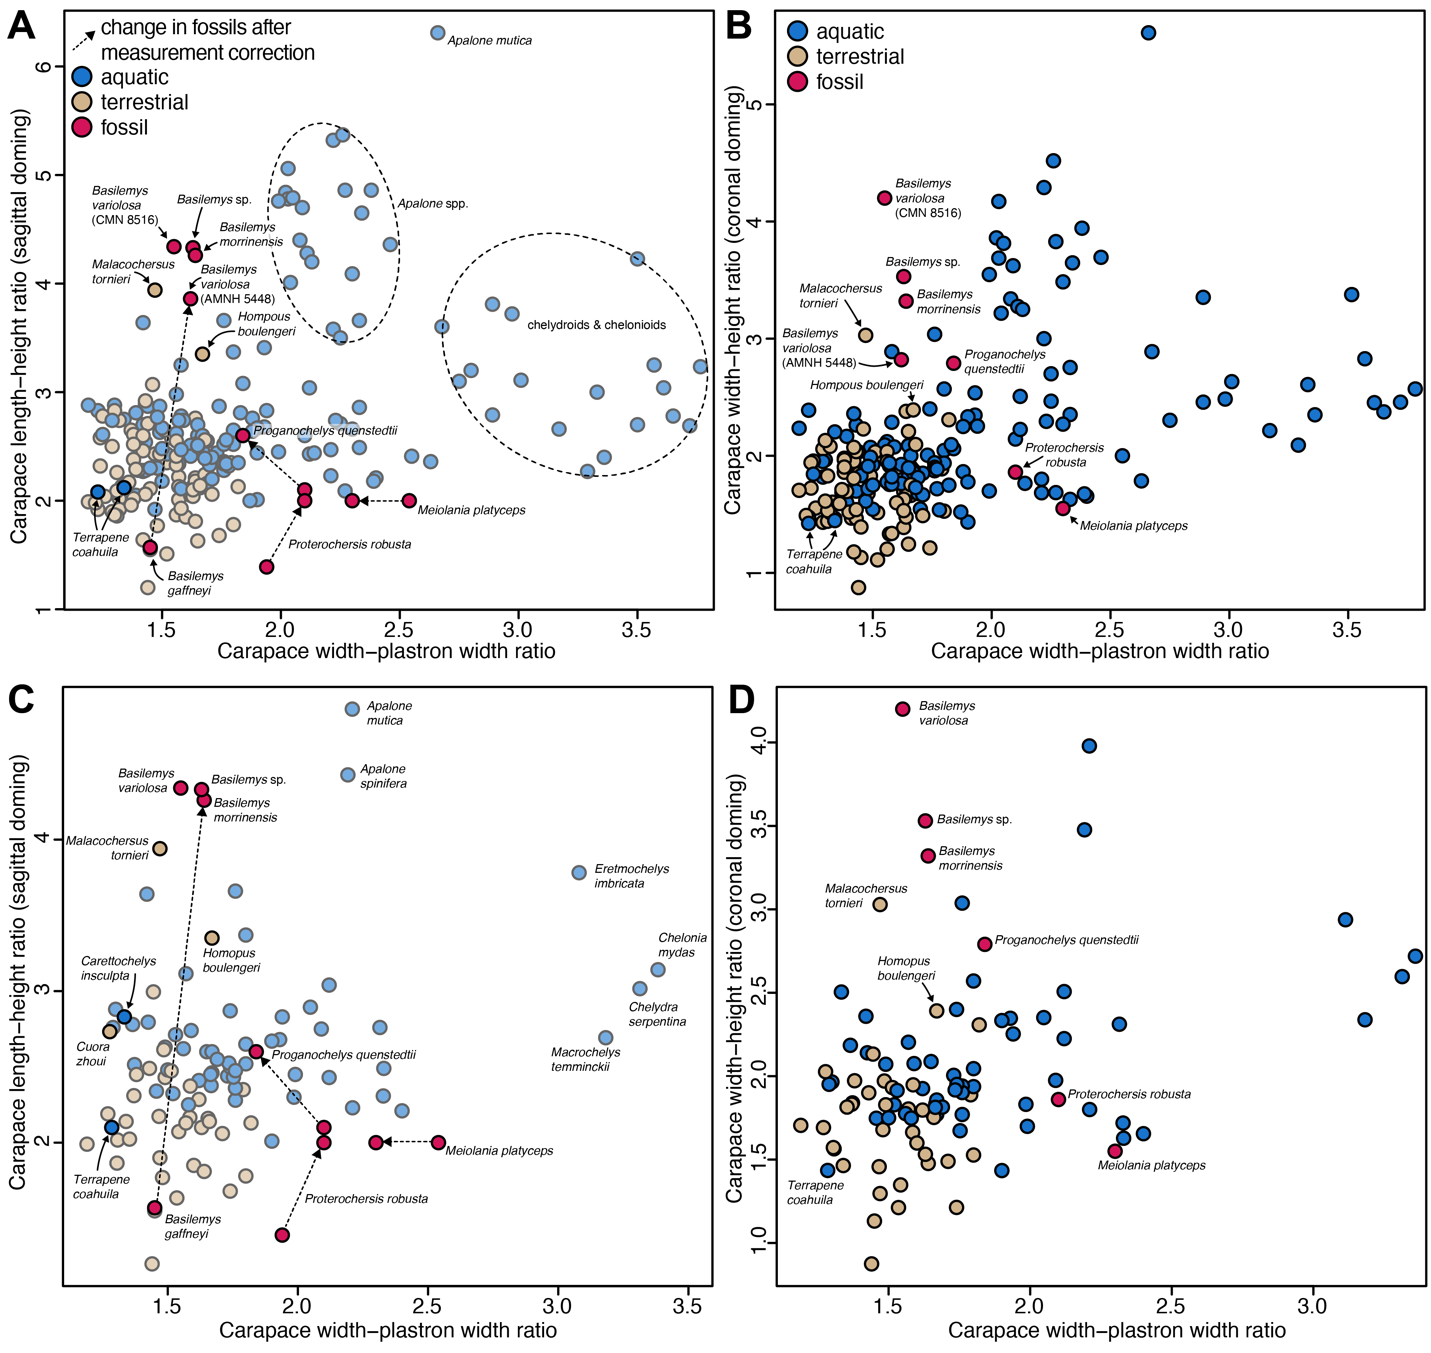 A
change in fossils after
measurement correction
aquatic
terrestrial
fossil
Apalone mutica
Basilemys
variolosa
(CMN 8516)
Basilemys sp.
Basilemys
morrinensis
Malacochersus
tornieri
Basilemys
variolosa
(AMNH 5448)
Hompous
boulengeri
Apalone spp.
chelydroids & chelonioids
Proganochelys quenstedtii
Meiolania platyceps
Proterochersis robusta
Terrapene
coahuila
Basilemys
gaffneyi
Carapace length–height ratio (sagittal doming)
1
2
3
4
5
6
1.5
2.0
2.5
3.0
3.5
Carapace width–plastron width ratio
B
aquatic
terrestrial
fossil
Basilemys
variolosa
(CMN 8516)
Basilemys sp.
Malacochersus
tornieri
Basilemys
morrinensis
Basilemys
variolosa
(AMNH 5448)
Proganochelys
quenstedtii
Hompous boulengeri
Proterochersis
robusta
Meiolania platyceps
Terrapene
coahuila
Carapace width–height ratio (coronal doming)
1
2
3
4
5
1.5
2.0
2.5
3.0
3.5
Carapace width–plastron width ratio
C
Apalone
mutica
Apalone
spinifera
Basilemys
variolosa
Basilemys sp.
Basilemys
morrinensis
Malacochersus
tornieri
Eretmochelys
imbricata
Homopus
boulengeri
Chelonia
mydas
Carettochelys
insculpta
Chelydra
serpentina
Cuora
zhoui
Macrochelys
temminckii
Proganochelys quenstedtii
Meiolania platyceps
Terrapene
coahuila
Proterochersis robusta
Basilemys
gaffneyi
Carapace length–height ratio (sagittal doming)
2
3
4
1.5
2.0
2.5
3.0
3.5
Carapace width–plastron width ratio
D
Basilemys
variolosa
Basilemys sp.
Basilemys
morrinensis
Malacochersus
tornieri
Proganochelys quenstedtii
Homopus
boulengeri
Proterochersis robusta
Meiolania platyceps
Terrapene
coahuila
Carapace width–height ratio (coronal doming)
1.0
1.5
2.0
2.5
3.0
3.5
4.0
1.5
2.0
2.5
3.0
Carapace width–plastron width ratio